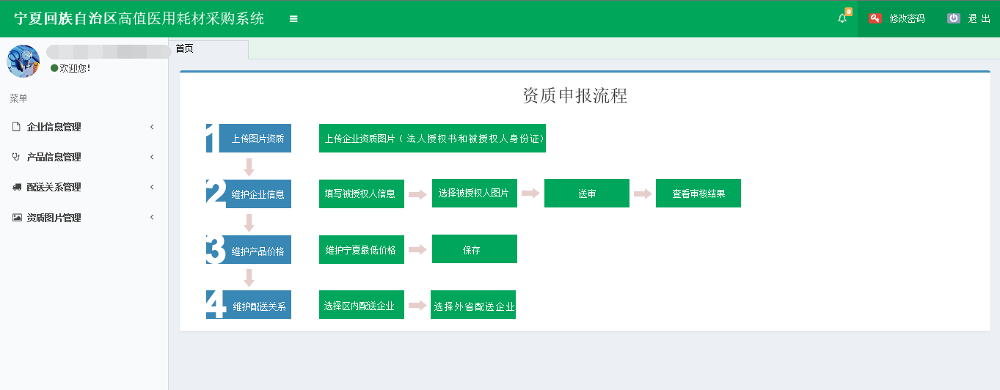 宁夏回族自治区高值医用耗材采购系统
0
修改密码
退 出
欢迎您!
首页
菜单
企业信息管理
产品信息管理
配送关系管理
资质图片管理
资质申报流程
1 上传图片资质
上传企业资质图片(法人授权书和被授权人身份证)
2 维护企业信息
填写被授权人信息
选择被授权人图片
送审
查看审核结果
3 维护产品价格
维护宁夏最低价格
保存
4 维护配送关系
选择区内配送企业
选择外省配送企业